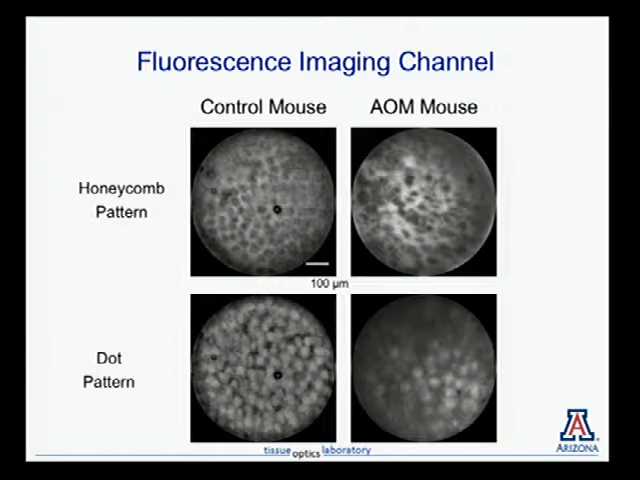 Fluorescence Imaging Channel
Control Mouse
AOM Mouse
Honeycomb
Pattern
100 µm
Dot
Pattern
A
ARIZONA
tissue optics laboratory